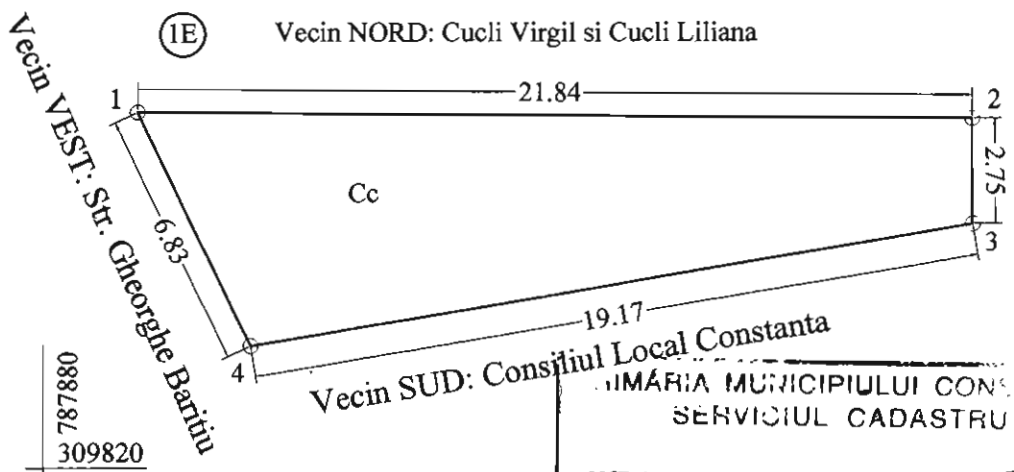 1E
Vecin NORD: Cucli Virgil si Cucli Liliana
21.84
1
2
2.75
3
Cc
6.83
19.17
4
Vecin VEST: Str. Gheorghe Baritiu
Vecin SUD: Consiliul Local Constanta
MUNICIPIULUI
SERVICIUL CADASTRU
787880
309820